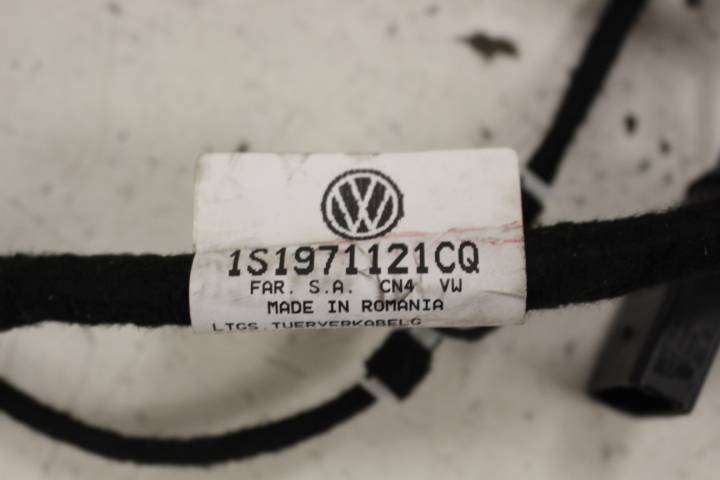 1S1971121CQ
FAR. S.A. CN4 VW
MADE IN ROMANIA
LTGS.TUERVERKABELG